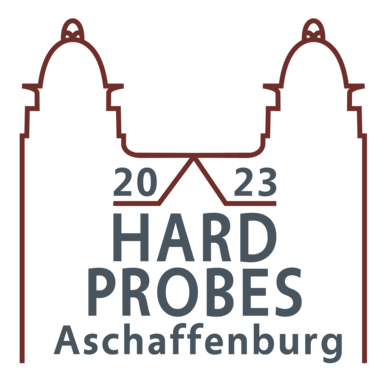 20 23
HARD
PROBES
Aschaffenburg